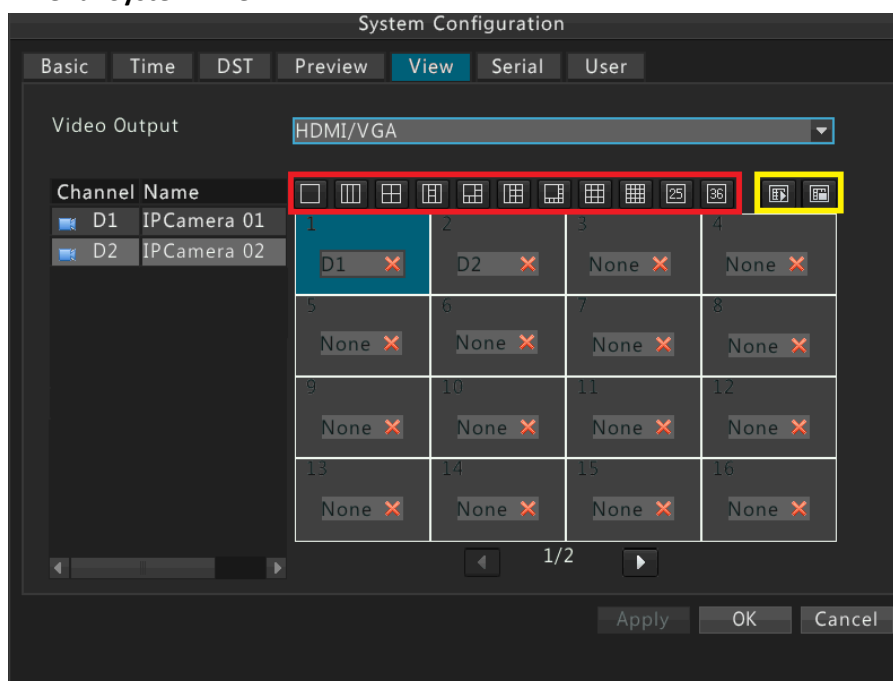 System Configuration
Basic Time DST Preview View Serial User
Video Output HDMI/VGA
Channel Name 25 36
D1 IPCamera 01
D2 IPCamera 02
1 2 3 4
D1 D2 None None
5 6 7 8
None None None None
9 10 11 12
None None None None
13 14 15 16
None None None None
1/2
Apply OK Cancel